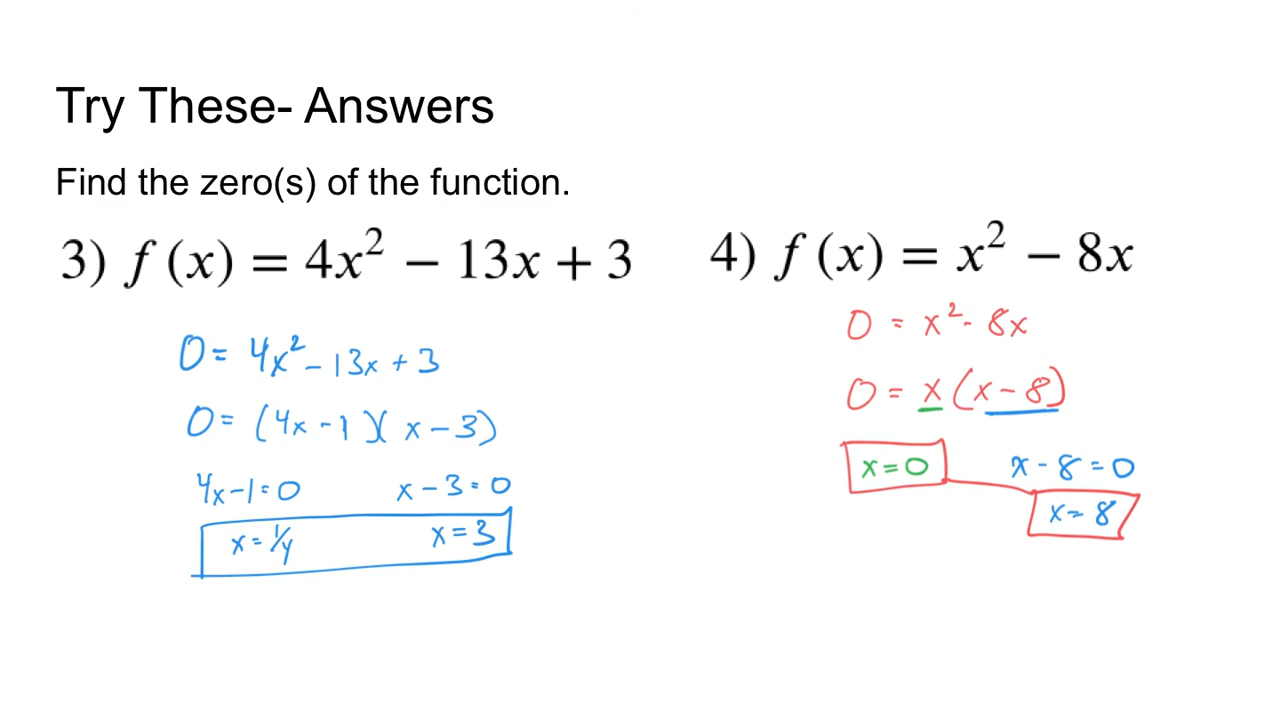 Try These- Answers
Find the zero(s) of the function.
3) f (x) = 4x² − 13x + 3
0 = 4x² − 13x + 3
0 = (4x − 1)(x − 3)
4x − 1 = 0 x − 3 = 0
x = 1/4 x = 3
4) f (x) = x² − 8x
0 = x² - 8x
0 = x (x − 8)
x = 0 x - 8 = 0
x = 8